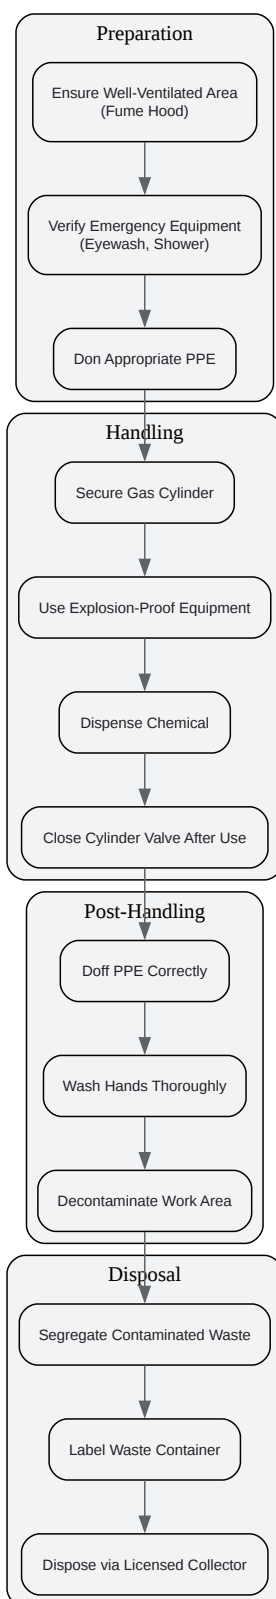 Preparation
Ensure Well-Ventilated Area
(Fume Hood)
Verify Emergency Equipment
(Eyewash, Shower)
Don Appropriate PPE
Handling
Secure Gas Cylinder
Use Explosion-Proof Equipment
Dispense Chemical
Close Cylinder Valve After Use
Post-Handling
Doff PPE Correctly
Wash Hands Thoroughly
Decontaminate Work Area
Disposal
Segregate Contaminated Waste
Label Waste Container
Dispose via Licensed Collector